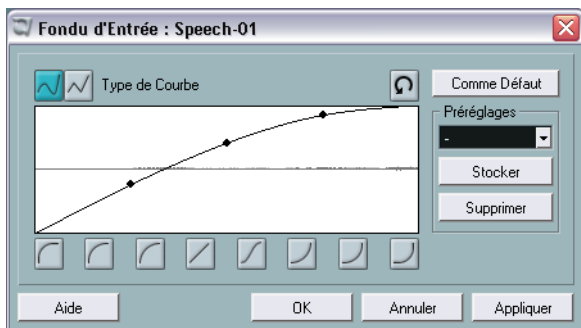 Fondu d'Entrée : Speech-01
Type de Courbe
Comme Défaut
Préréglages
-
Stocker
Supprimer
Aide
OK
Annuler
Appliquer